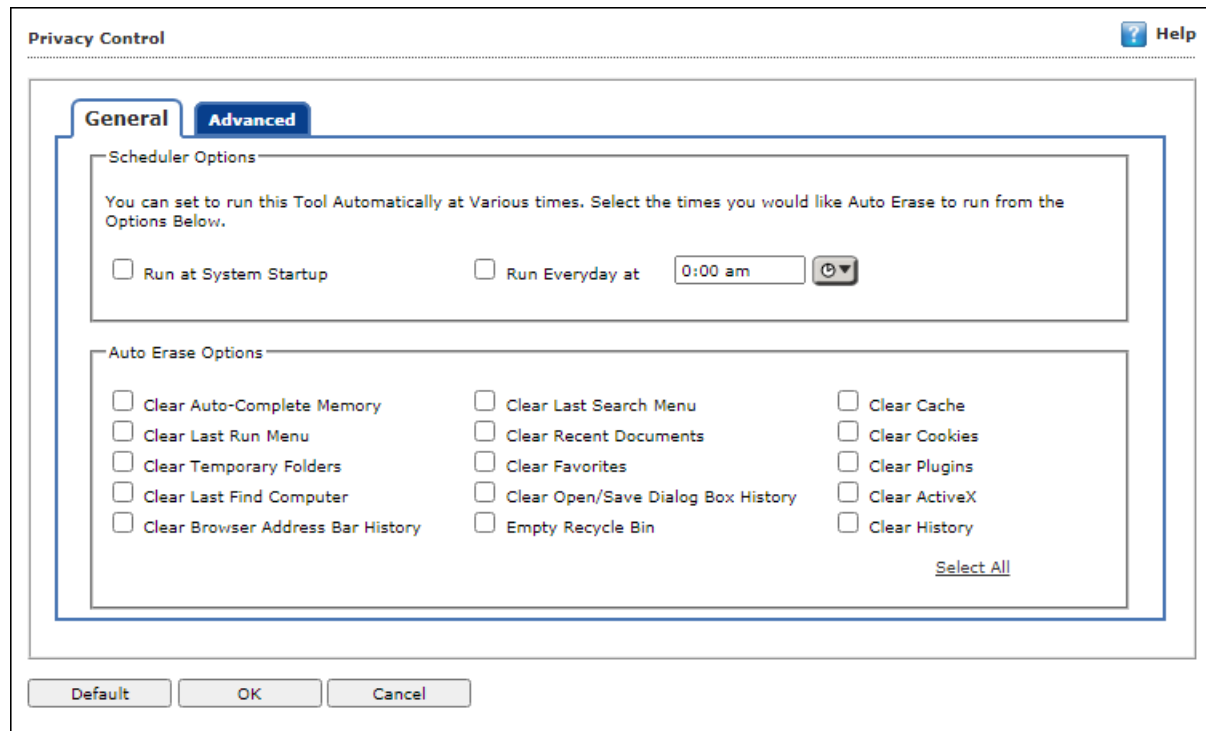 Privacy Control
Help
General
Advanced
Scheduler Options
You can set to run this Tool Automatically at Various times. Select the times you would like Auto Erase to run from the
Options Below.
Run at System Startup
Run Everyday at
0:00 am
Auto Erase Options
Clear Auto-Complete Memory
Clear Last Search Menu
Clear Cache
Clear Last Run Menu
Clear Recent Documents
Clear Cookies
Clear Temporary Folders
Clear Favorites
Clear Plugins
Clear Last Find Computer
Clear Open/Save Dialog Box History
Clear ActiveX
Clear Browser Address Bar History
Empty Recycle Bin
Clear History
Select All
Default
OK
Cancel